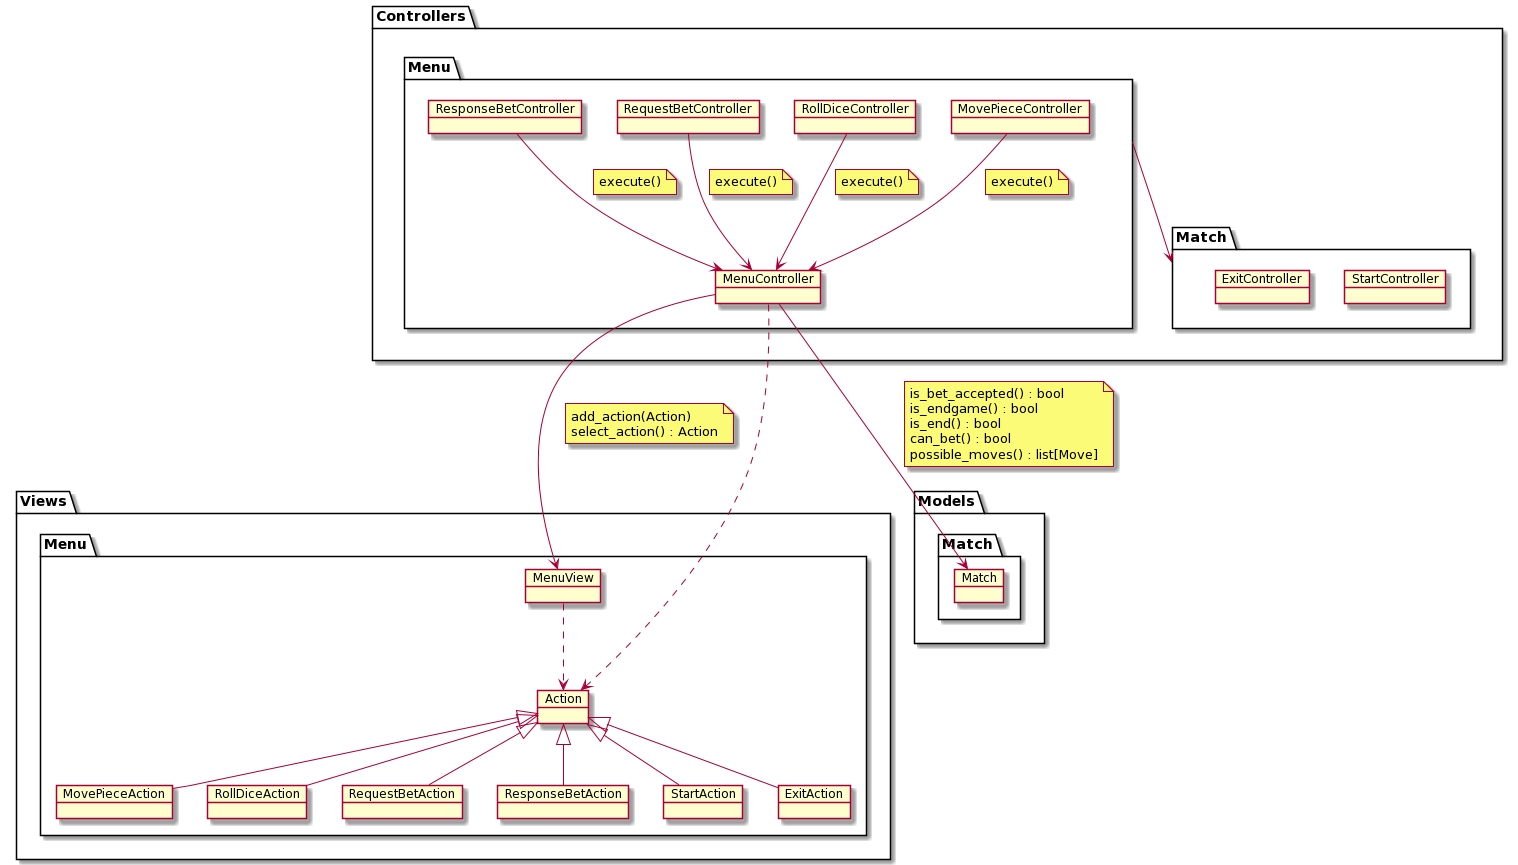 Controllers
Menu
ResponseBetController
RequestBetController
RollDiceController
MovePieceController
execute()
execute()
execute()
execute()
Match
ExitController
StartController
MenuController
is_bet_accepted() : bool
is_endgame() : bool
is_end() : bool
can_bet() : bool
possible_moves() : list[Move]
add_action(Action)
select_action() : Action
Views
Menu
MenuView
Models
Match
Match
Action
MovePieceAction
RollDiceAction
RequestBetAction
ResponseBetAction
StartAction
ExitAction